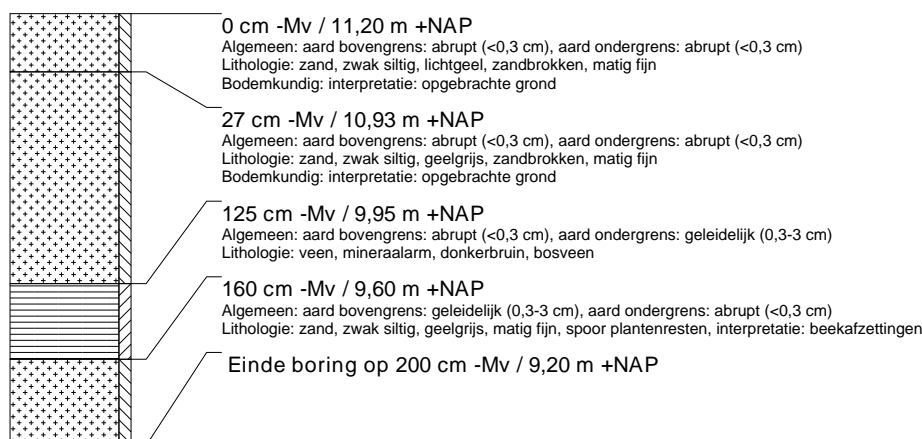 0 cm -Mv / 11,20 m +NAP
Algemeen: aard bovengrens: abrupt (<0,3 cm), aard ondergrens: abrupt (<0,3 cm)
Lithologie: zand, zwak siltig, lichtgeel, zandbrokken, matig fijn
Bodemkundig: interpretatie: opgebrachte grond
27 cm -Mv / 10,93 m +NAP
Algemeen: aard bovengrens: abrupt (<0,3 cm), aard ondergrens: abrupt (<0,3 cm)
Lithologie: zand, zwak siltig, geelgrijs, zandbrokken, matig fijn
Bodemkundig: interpretatie: opgebrachte grond
125 cm -Mv / 9,95 m +NAP
Algemeen: aard bovengrens: abrupt (<0,3 cm), aard ondergrens: geleidelijk (0,3-3 cm)
Lithologie: veen, mineraalarm, donkerbruin, bosveen
160 cm -Mv / 9,60 m +NAP
Algemeen: aard bovengrens: geleidelijk (0,3-3 cm), aard ondergrens: abrupt (<0,3 cm)
Lithologie: zand, zwak siltig, geelgrijs, matig fijn, spoor plantenresten, interpretatie: beekafzettingen
Einde boring op 200 cm -Mv / 9,20 m +NAP